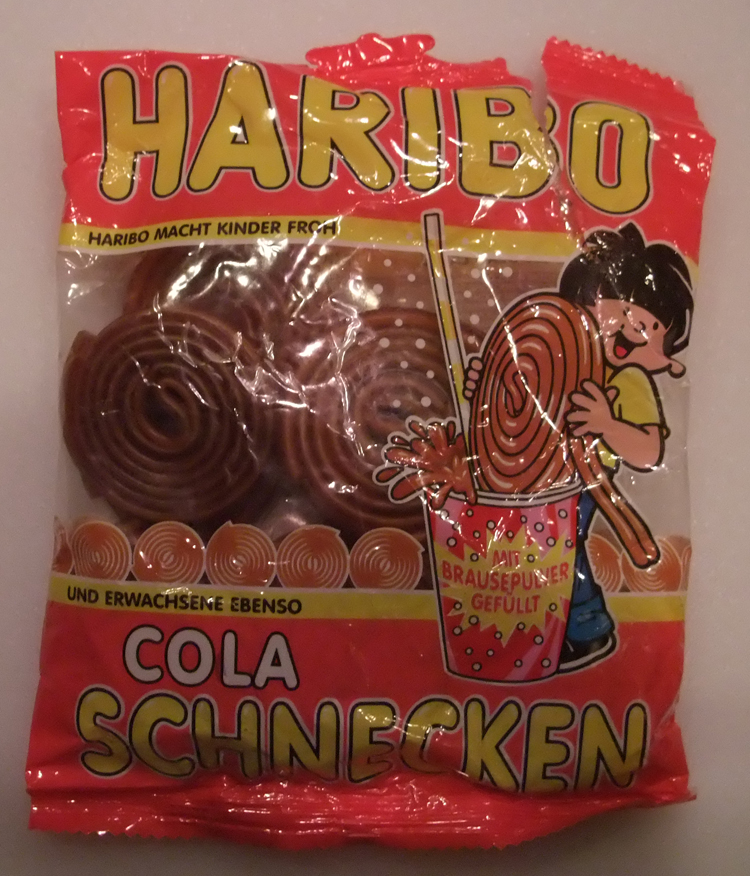 HARIBO
HARIBO MACHT KINDER FROH
MIT
BRAUSEPULVER
GEFÜLLT
UND ERWACHSENE EBENSO
COLA
SCHNECKEN